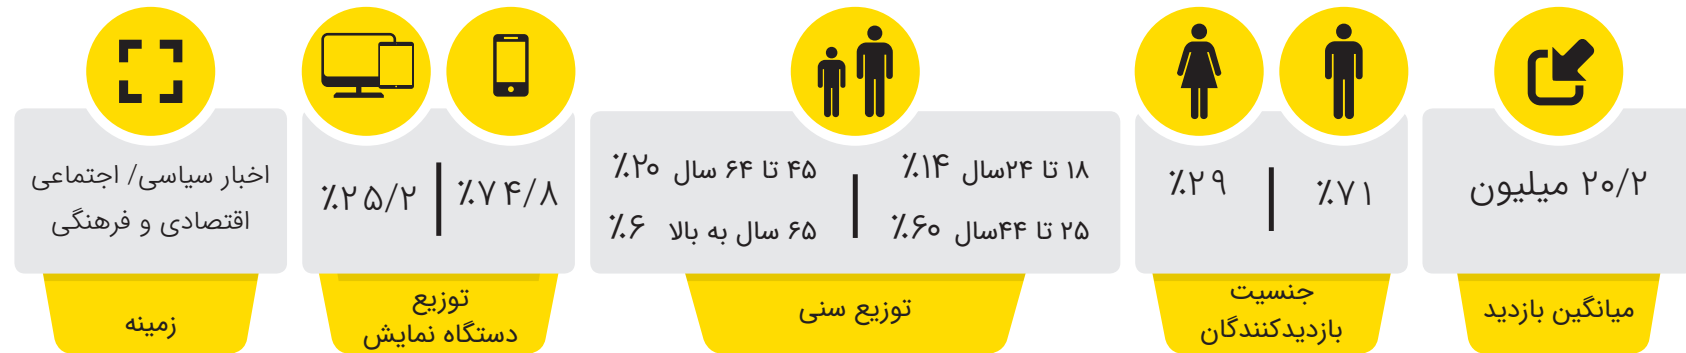 ۲۰/۲ میلیون
میانگین بازدید
٪۷۱
٪۲۹
جنسیت
بازدیدکنندگان
۱۸ تا ۲۴سال ٪۱۴
۲۵ تا ۴۴سال ٪۶۰
۴۵ تا ۶۴ سال ٪۲۰
۶۵ سال به بالا ٪۶
توزیع سنی
٪۷۴/۸
٪۲۵/۲
توزیع
دستگاه نمایش
اخبار سیاسی/ اجتماعی
اقتصادی و فرهنگی
زمینه